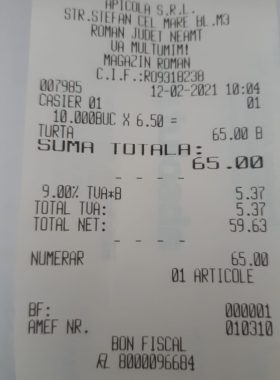 APICOLA S.R.L.
STR.STEFAN CEL MARE BL.M3
ROMAN JUDET NEAMT
VA MULTUMIM!
MAGAZIN ROMAN
C.I.F.:RO9318238
007985 12-02-2021 10:04
CASIER 01 01
10.000BUC X 6.50 =
TURTA 65.00 B
SUMA TOTALA:
65.00
- - - -
9.00% TVA*B 5.37
TOTAL TVA: 5.37
TOTAL NET: 59.63
- - - -
NUMERAR 65.00
01 ARTICOLE
BF: 000001
AMEF NR. 010310
BON FISCAL
RL 8000096684